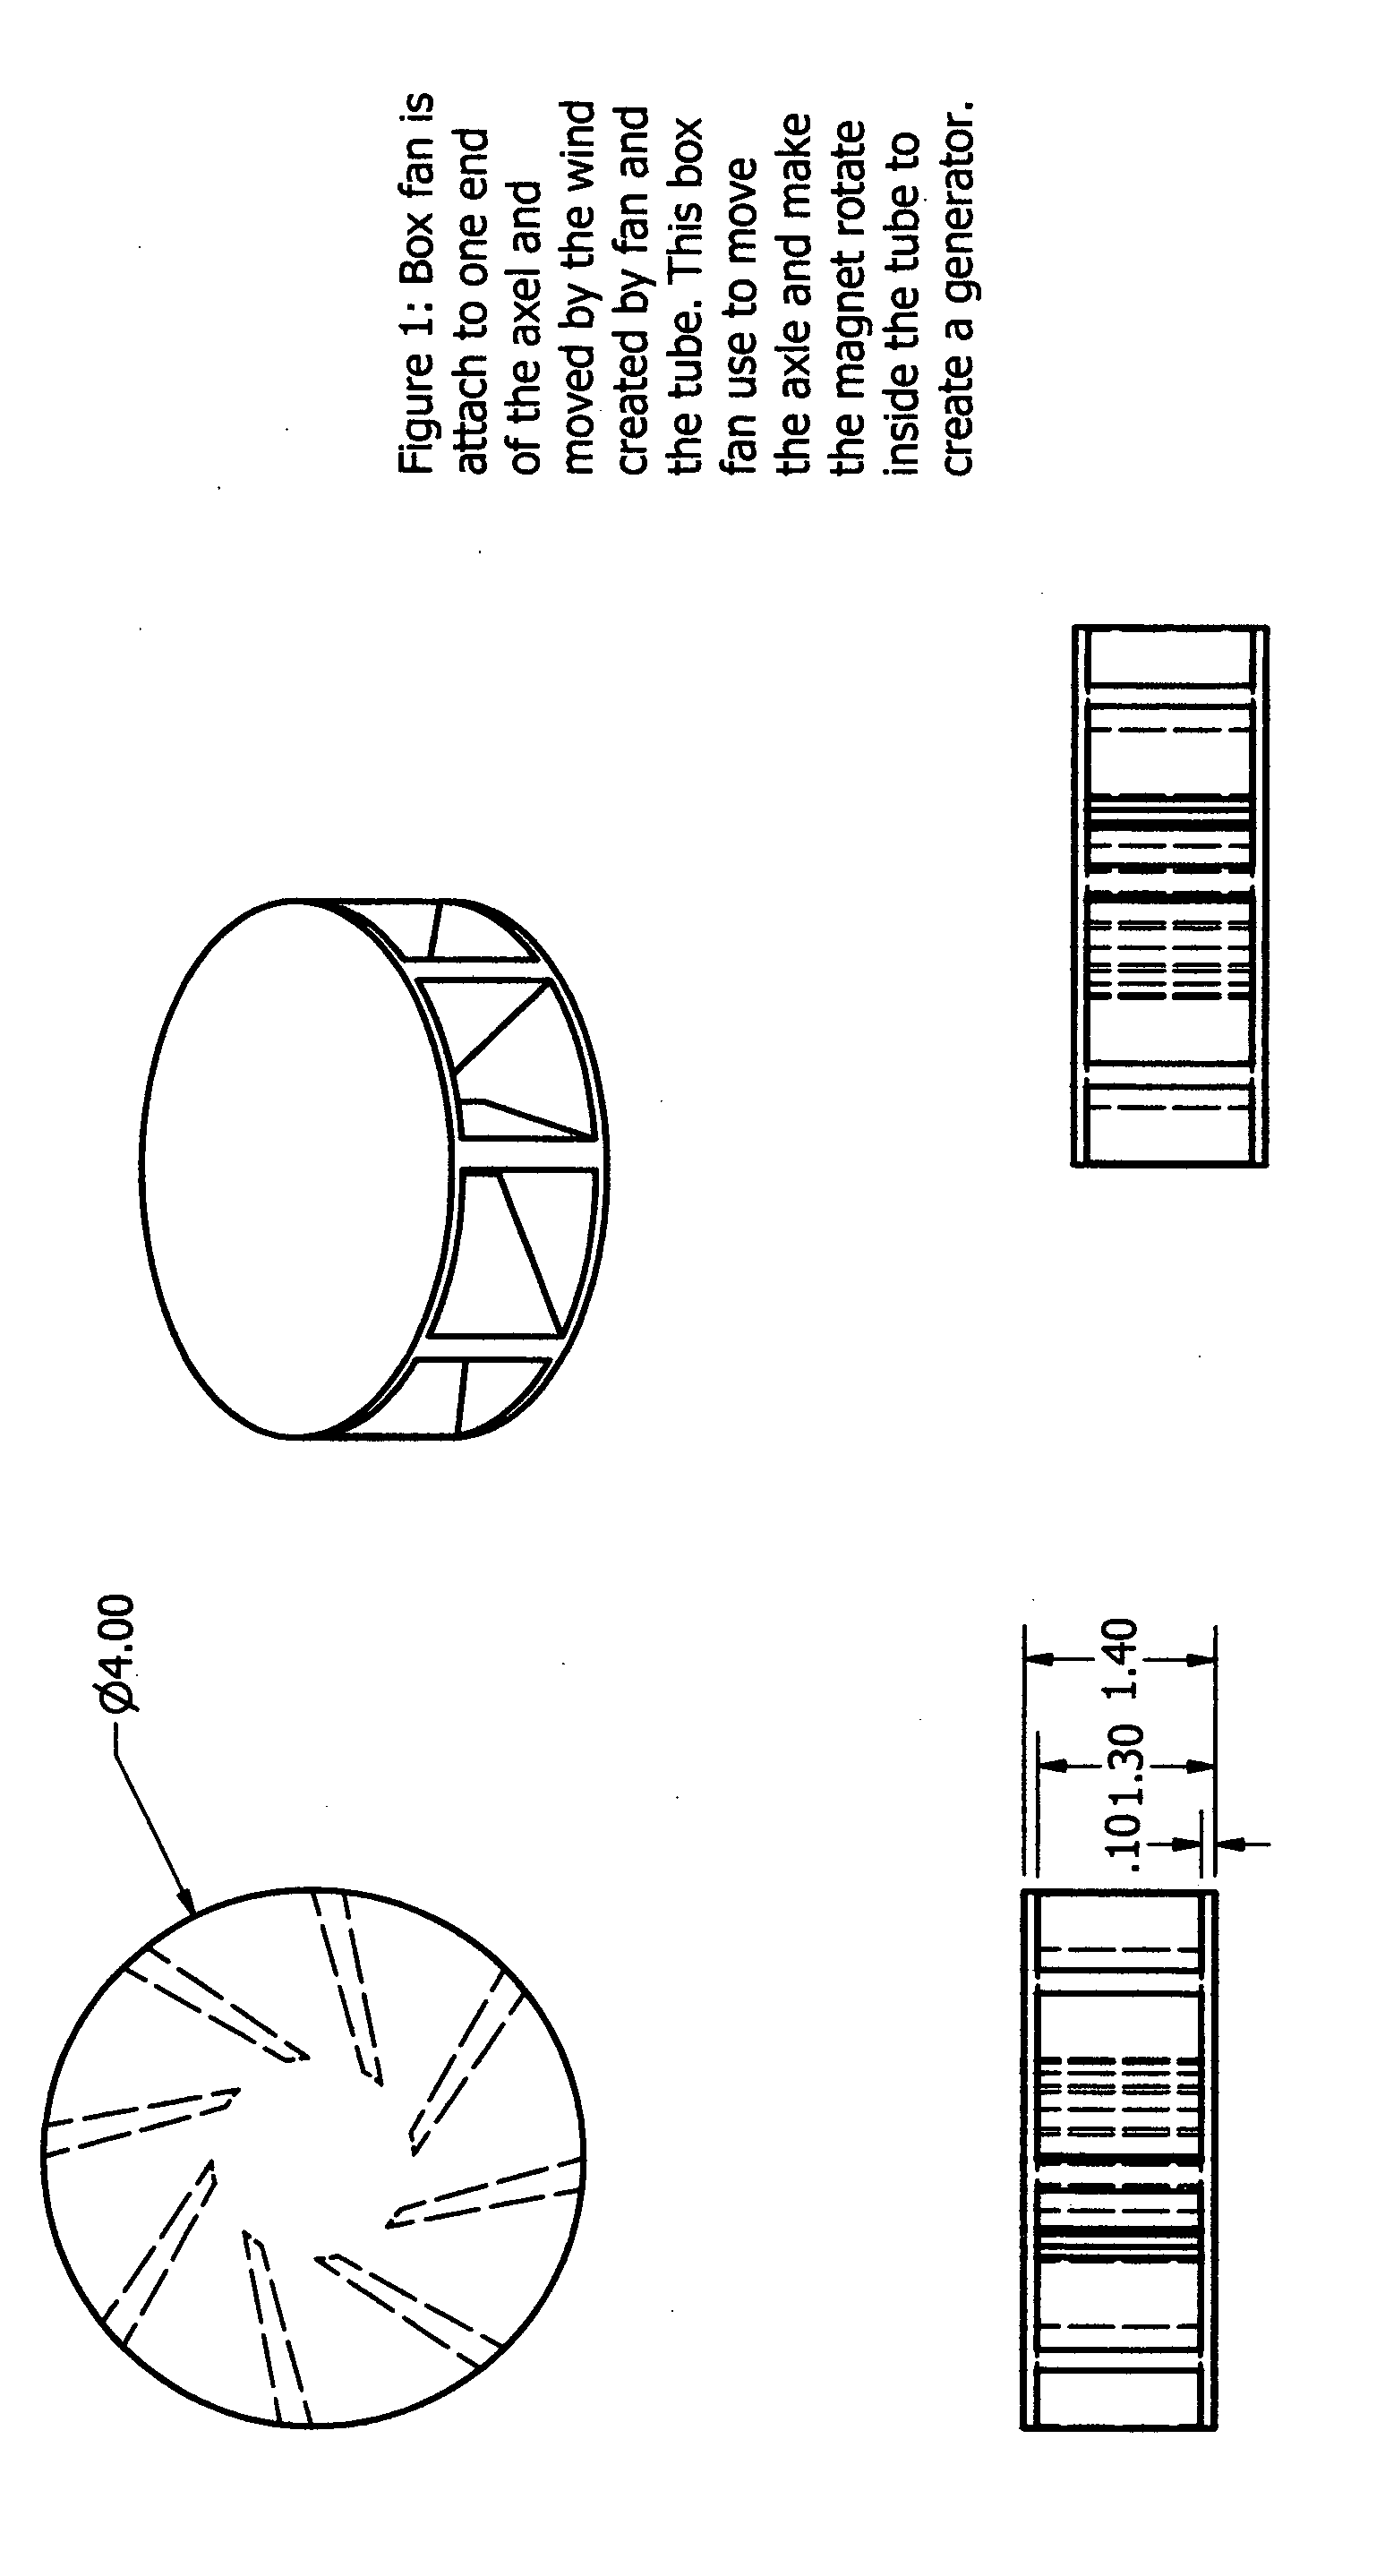 Figure 1: Box fan is
attach to one end
of the axel and
moved by the wind
created by fan and
the tube. This box
fan use to move
the axle and make
the magnet rotate
inside the tube to
create a generator.
Ø4.00
.10
1.30
1.40